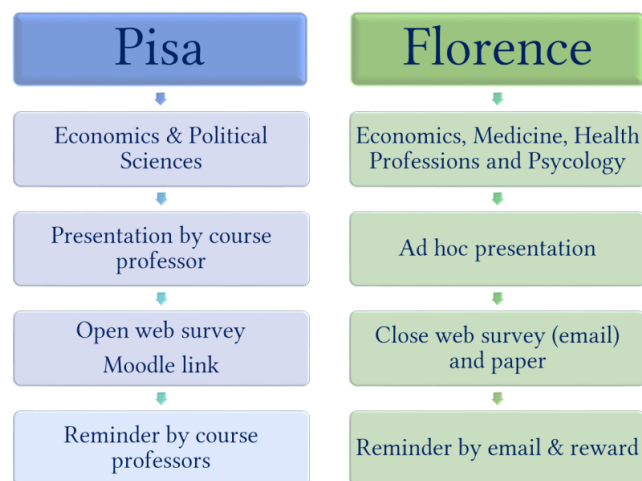 Pisa
Economics & Political
Sciences
Presentation by course
professor
Open web survey
Moodle link
Reminder by course
professors
Florence
Economics, Medicine, Health
Professions and Psycology
Ad hoc presentation
Close web survey (email)
and paper
Reminder by email & reward